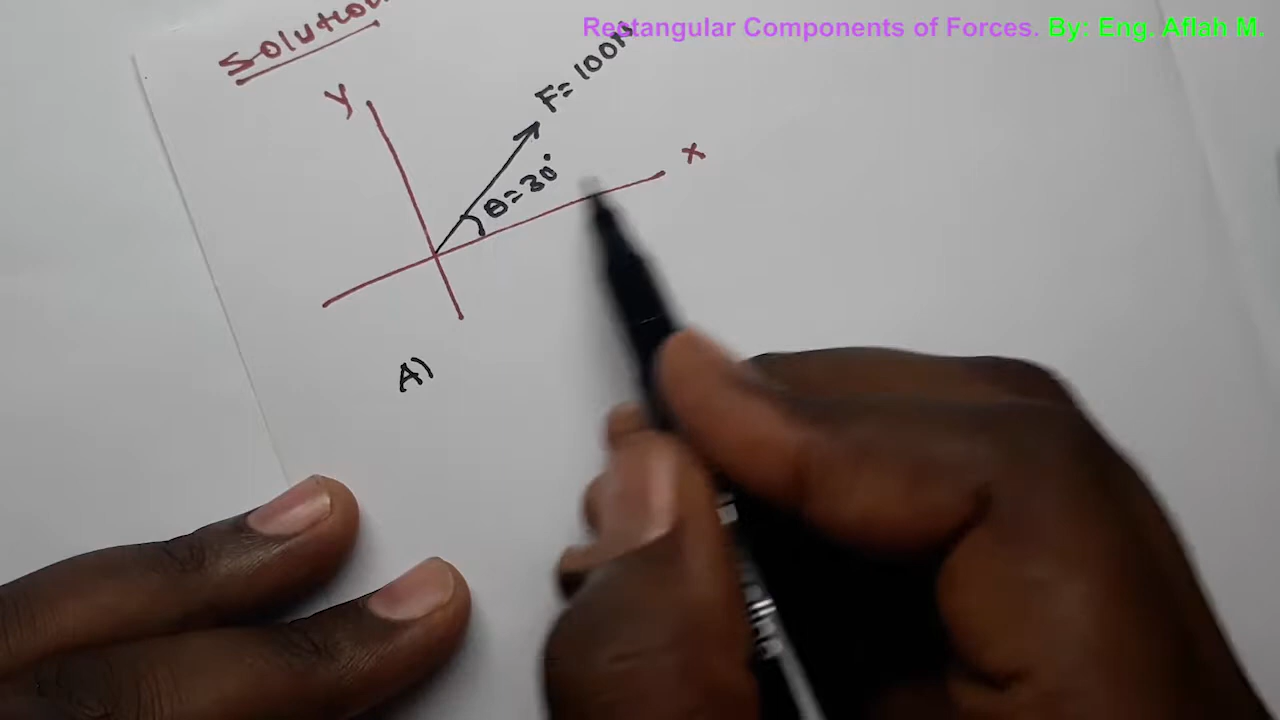 Rectangular Components of Forces. By: Eng. Aflah M.
Solution
Y
F= 100N
θ=30°
x
A)